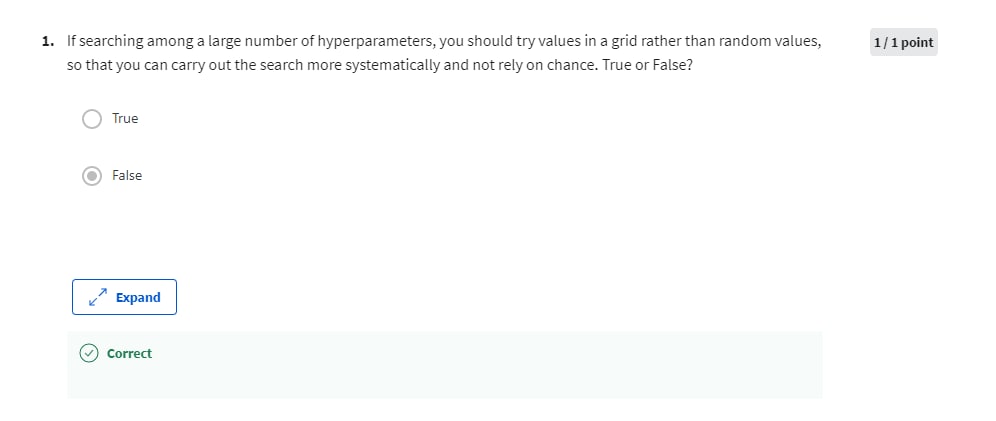 1. If searching among a large number of hyperparameters, you should try values in a grid rather than random values, 1 / 1 point
so that you can carry out the search more systematically and not rely on chance. True or False?
True
False
Expand
Correct